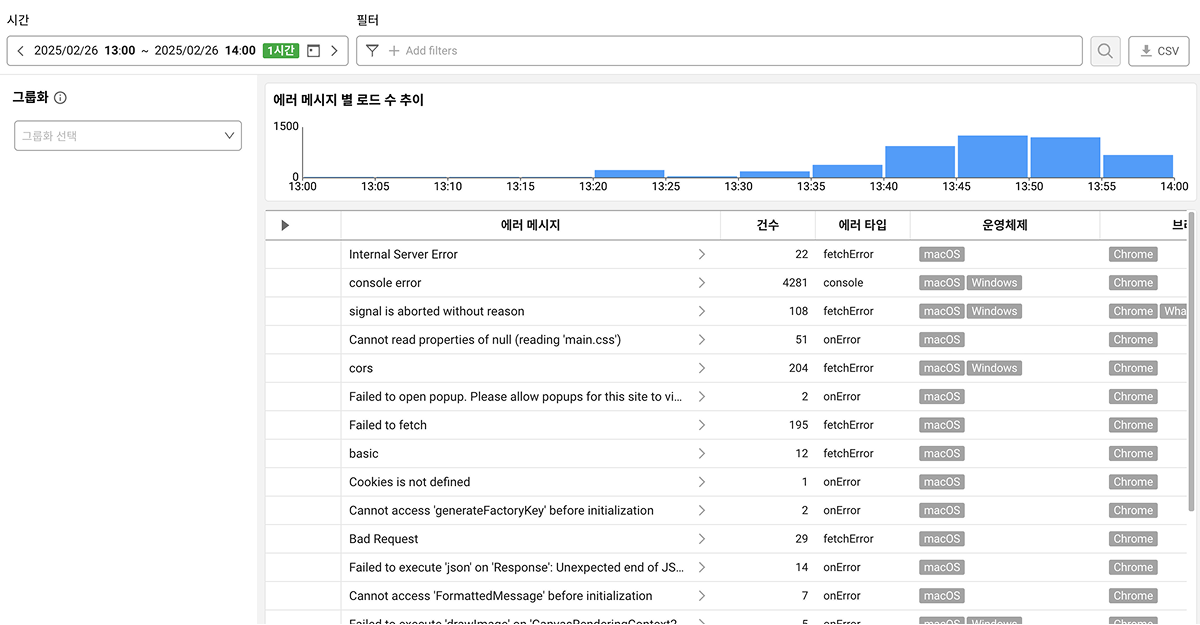 시간
필터
2025/02/26 13:00 ~ 2025/02/26 14:00 1시간
Add filters
CSV
그룹화
그룹화 선택
에러 메시지 별 로드 수 추이
1500
0
13:00 13:05 13:10 13:15 13:20 13:25 13:30 13:35 13:40 13:45 13:50 13:55 14:00
에러 메시지 건수 에러 타입 운영체제
Internal Server Error 22 fetchError macOS Chrome
console error 4281 console macOS Windows Chrome
signal is aborted without reason 108 fetchError macOS Windows Chrome Wha
Cannot read properties of null (reading 'main.css') 51 onError macOS Chrome
cors 204 fetchError macOS Windows Chrome
Failed to open popup. Please allow popups for this site to vi... 2 onError macOS Chrome
Failed to fetch 195 fetchError macOS Chrome
basic 12 fetchError macOS Chrome
Cookies is not defined 1 onError macOS Chrome
Cannot access 'generateFactoryKey' before initialization 2 onError macOS Chrome
Bad Request 29 fetchError macOS Chrome
Failed to execute 'json' on 'Response': Unexpected end of JS... 14 onError macOS Chrome
Cannot access 'FormattedMessage' before initialization 7 onError macOS Chrome
Failed to execute 'drawImage' on 'CanvasRenderingContext2... 5 onError macOS Windows Chrome